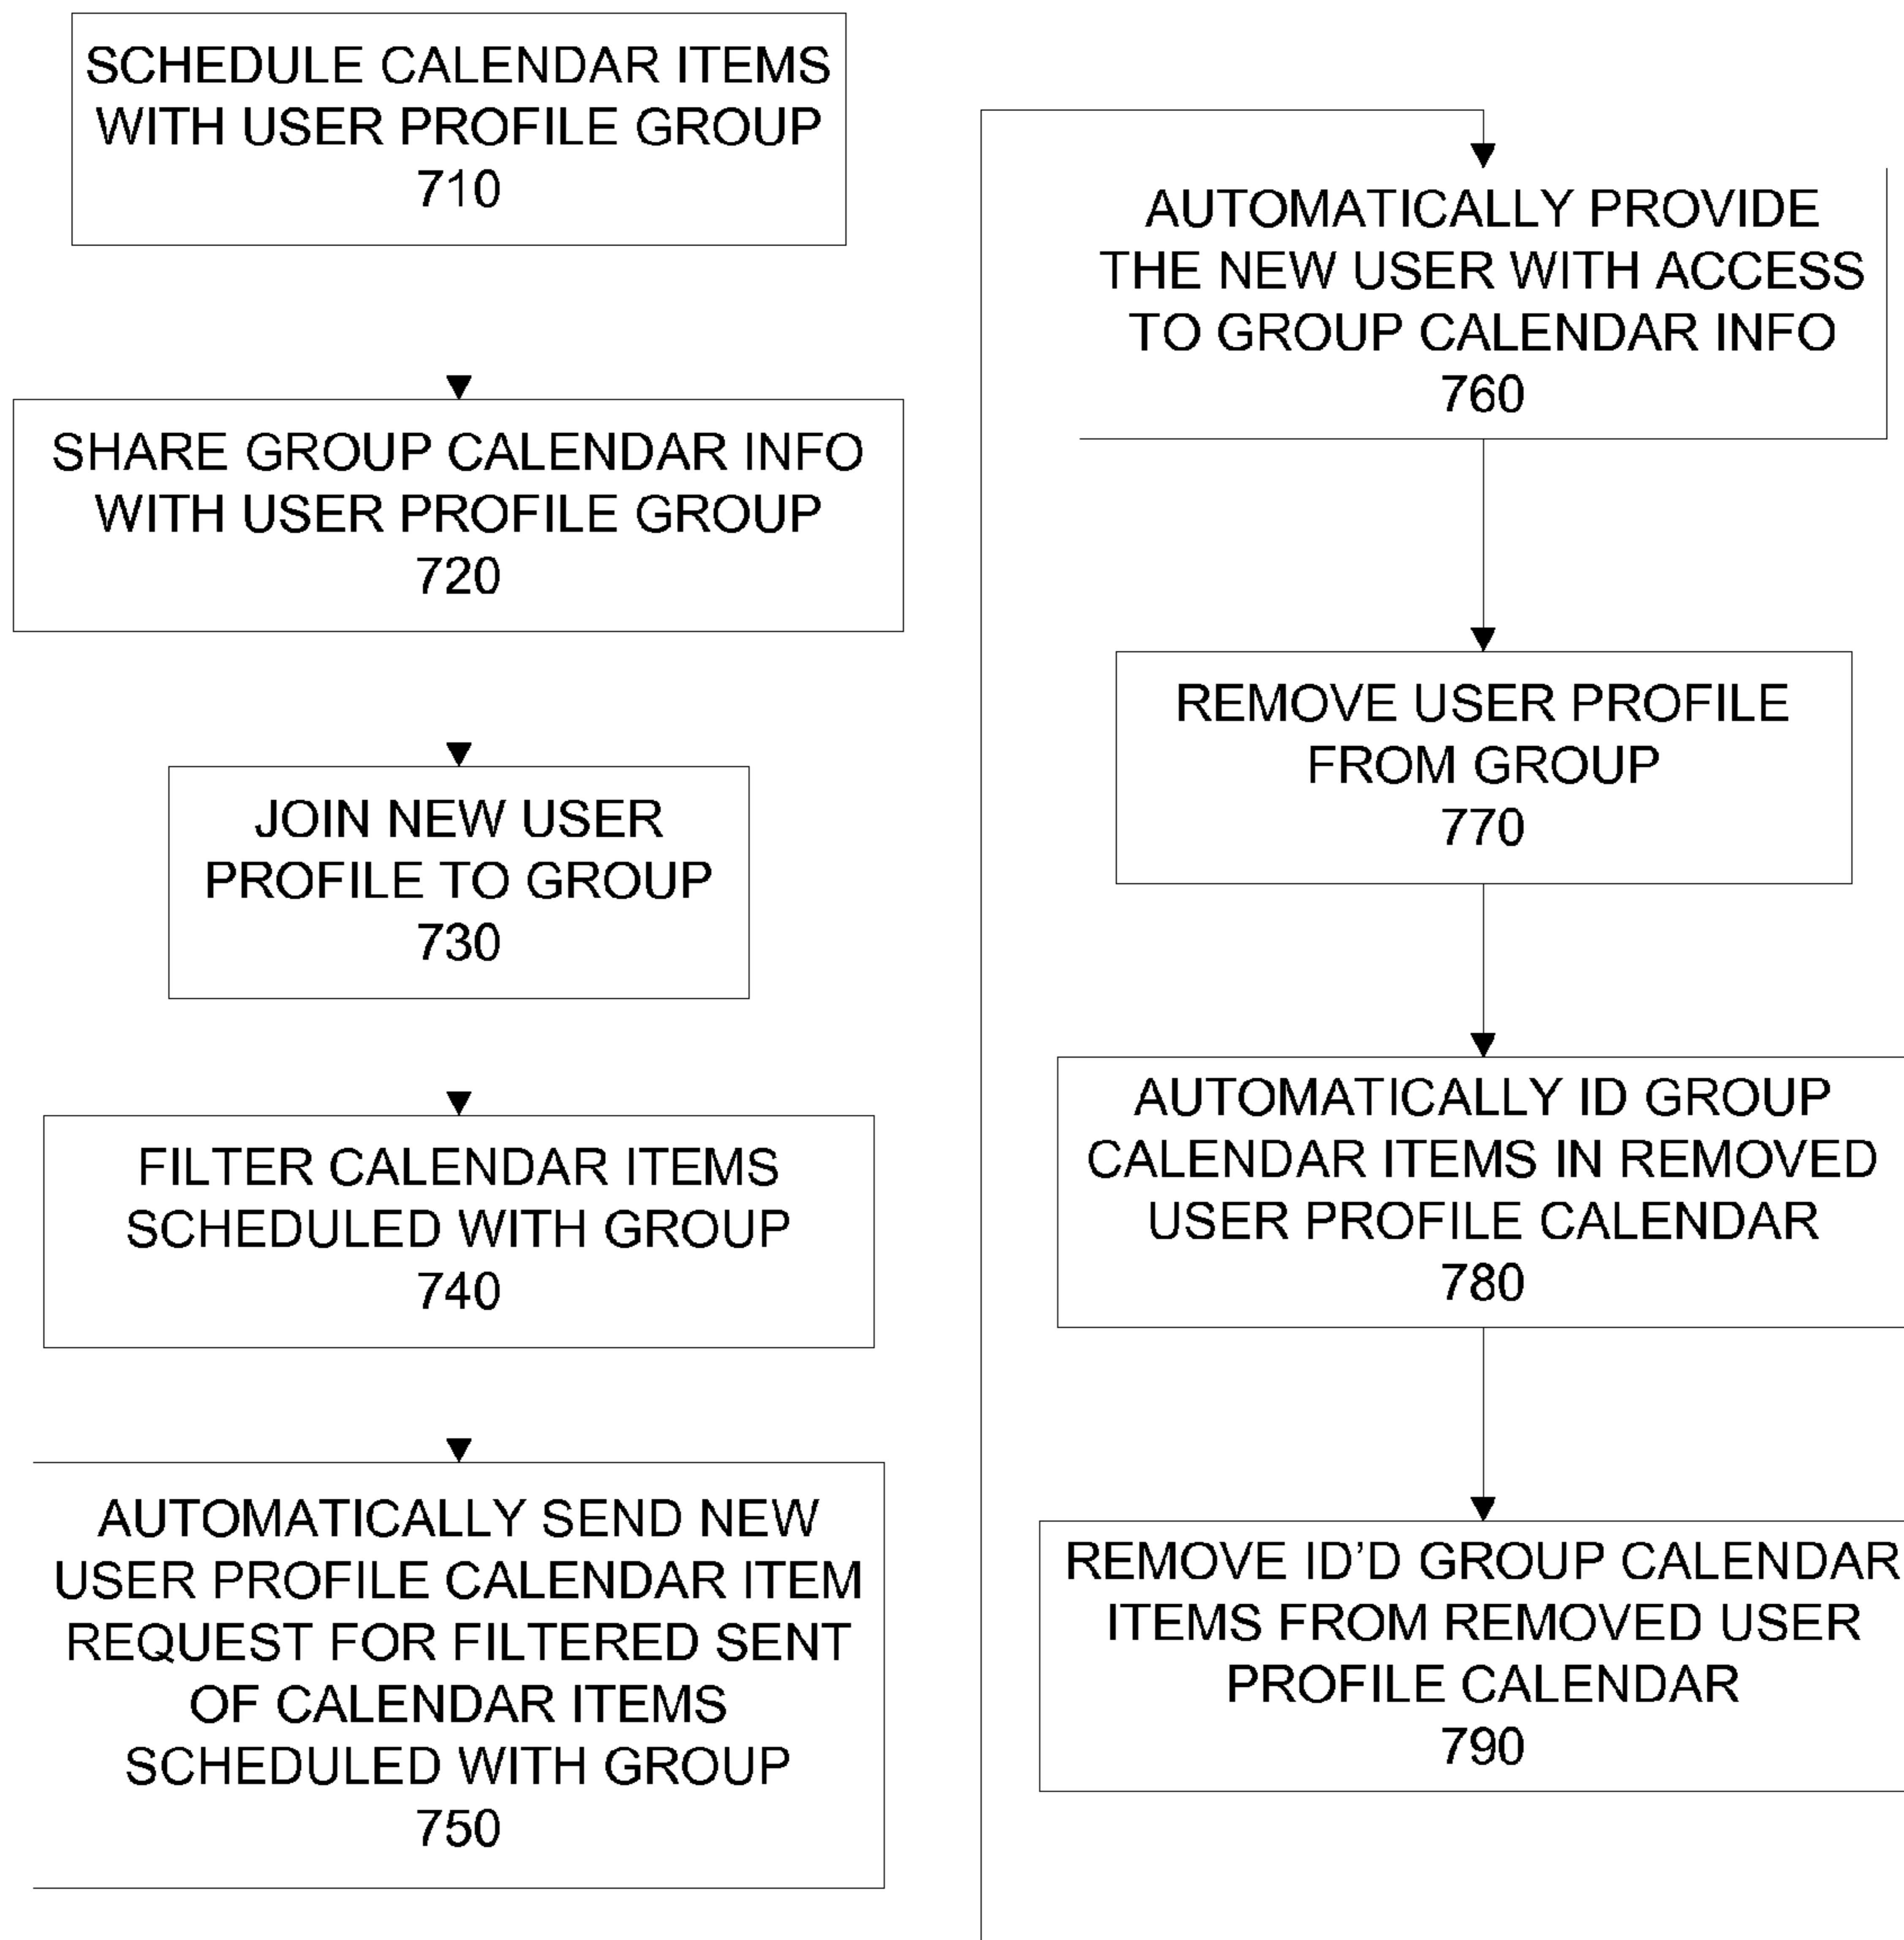 SCHEDULE CALENDAR ITEMS
WITH USER PROFILE GROUP
710
SHARE GROUP CALENDAR INFO
WITH USER PROFILE GROUP
720
JOIN NEW USER
PROFILE TO GROUP
730
FILTER CALENDAR ITEMS
SCHEDULED WITH GROUP
740
AUTOMATICALLY SEND NEW
USER PROFILE CALENDAR ITEM
REQUEST FOR FILTERED SENT
OF CALENDAR ITEMS
SCHEDULED WITH GROUP
750
AUTOMATICALLY PROVIDE
THE NEW USER WITH ACCESS
TO GROUP CALENDAR INFO
760
REMOVE USER PROFILE
FROM GROUP
770
AUTOMATICALLY ID GROUP
CALENDAR ITEMS IN REMOVED
USER PROFILE CALENDAR
780
REMOVE ID’D GROUP CALENDAR
ITEMS FROM REMOVED USER
PROFILE CALENDAR
790